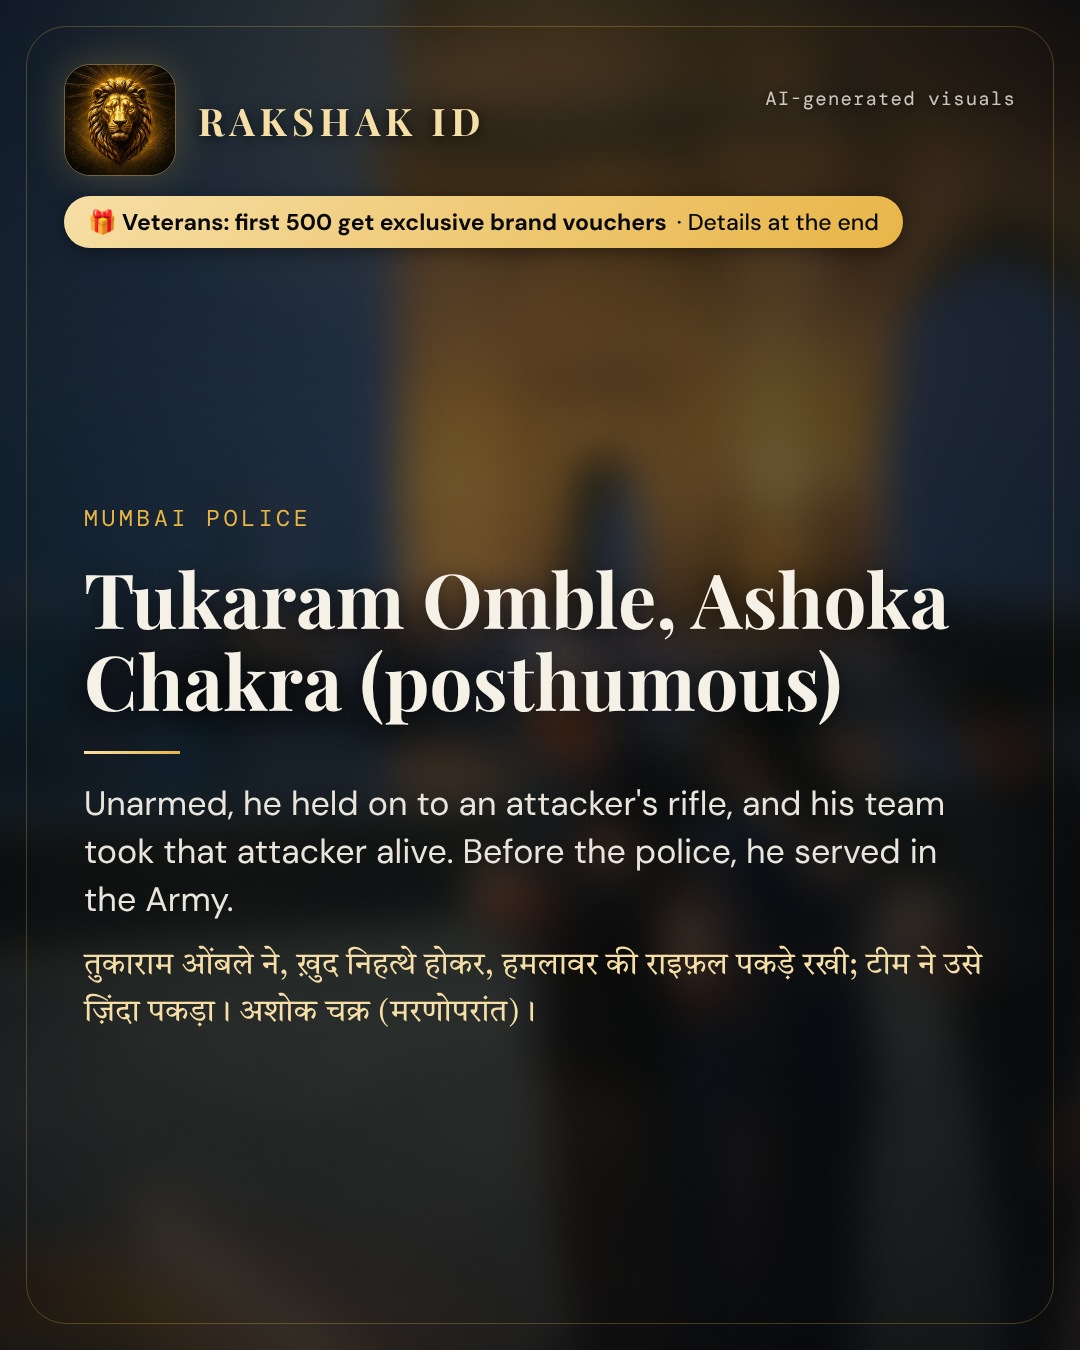 RAKSHAK ID
AI-generated visuals
🎁 Veterans: first 500 get exclusive brand vouchers · Details at the end
MUMBAI POLICE
Tukaram Omble, Ashoka
Chakra (posthumous)
Unarmed, he held on to an attacker's rifle, and his team
took that attacker alive. Before the police, he served in
the Army.
तुकाराम ओंबले ने, ख़ुद निहत्थे होकर, हमलावर की राइफ़ल पकड़े रखी; टीम ने उसे
ज़िंदा पकड़ा। अशोक चक्र (मरणोपरांत)।